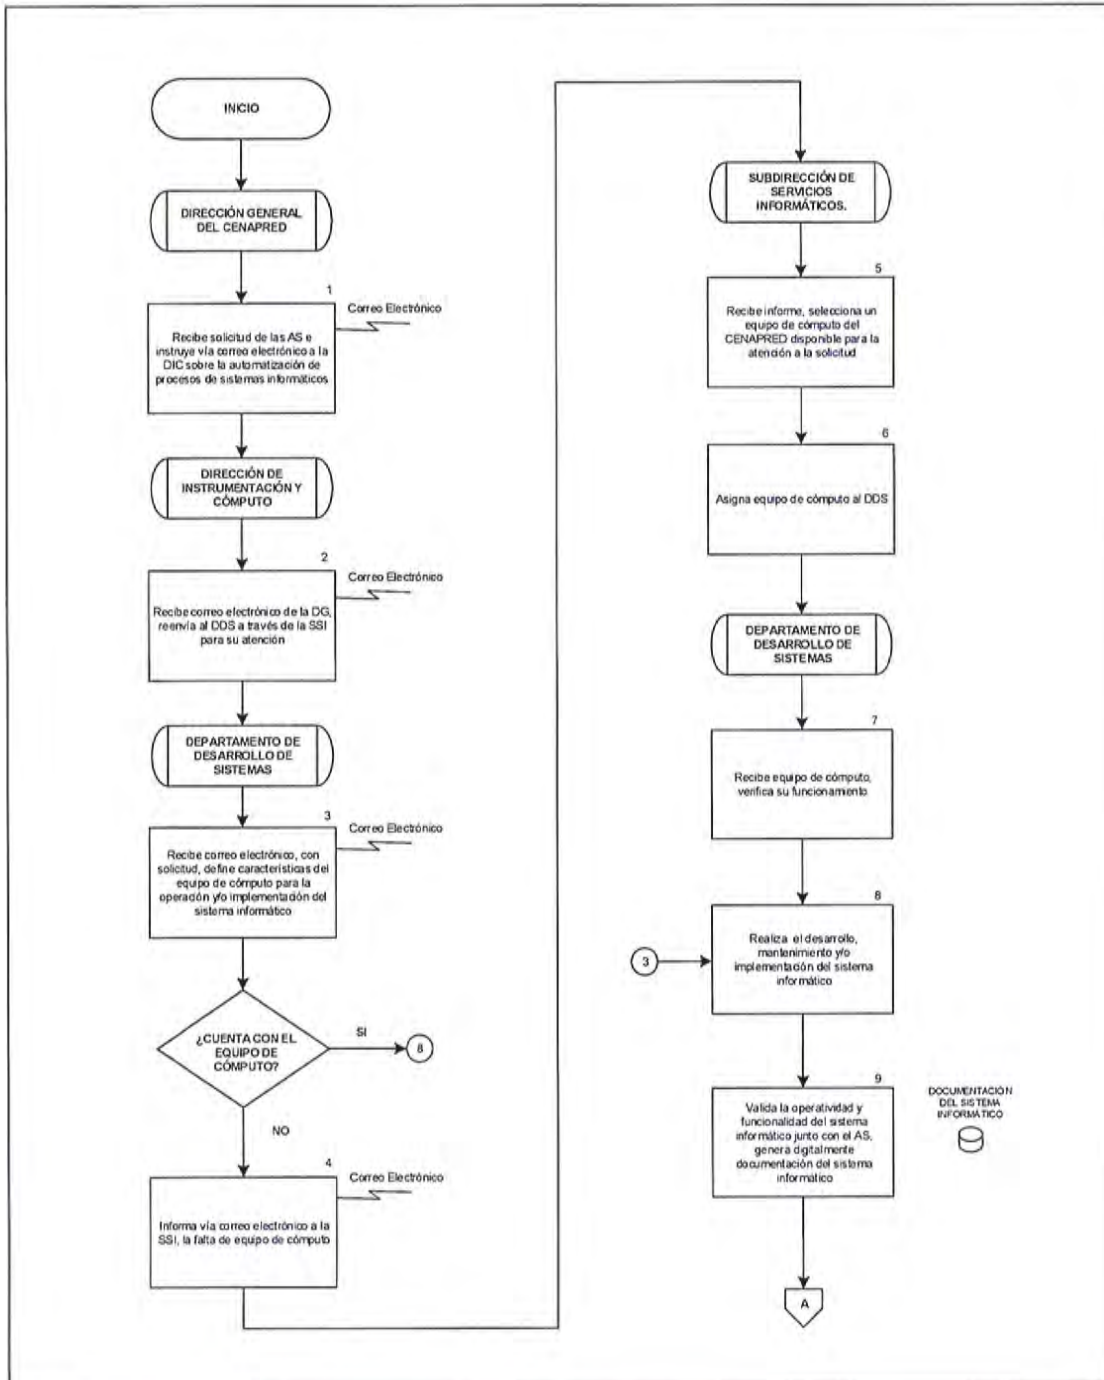 INICIO
DIRECCIÓN GENERAL
DEL CENAPRED
1
Correo Electrónico
Recibe solicitud de las AS e
instruye vía correo electrónico a la
DIC sobre la automatización de
procesos de sistemas informáticos
DIRECCIÓN DE
INSTRUMENTACIÓN Y
CÓMPUTO
2
Correo Electrónico
Recibe correo electrónico de la DG,
reenvía al DDS a través de la SSI
para su atención
DEPARTAMENTO DE
DESARROLLO DE
SISTEMAS
3
Correo Electrónico
Recibe correo electrónico, con
solicitud, define características del
equipo de cómputo para la
operación y/o implementación del
sistema informático
¿CUENTA CON EL
EQUIPO DE
CÓMPUTO?
SI
8
NO
4
Correo Electrónico
Informa vía correo electrónico a la
SSI, la falta de equipo de cómputo
SUBDIRECCIÓN DE
SERVICIOS
INFORMÁTICOS.
5
Recibe informe, selecciona un
equipo de cómputo del
CENAPRED disponible para la
atención a la solicitud
6
Asigna equipo de cómputo al DDS
DEPARTAMENTO DE
DESARROLLO DE
SISTEMAS
7
Recibe equipo de cómputo,
verifica su funcionamiento
8
3
Realiza el desarrollo,
mantenimiento y/o
implementación del sistema
informático
9
Valida la operatividad y
funcionalidad del sistema
informático junto con el AS,
genera digitalmente
documentación del sistema
informático
DOCUMENTACIÓN
DEL SISTEMA
INFORMÁTICO
A